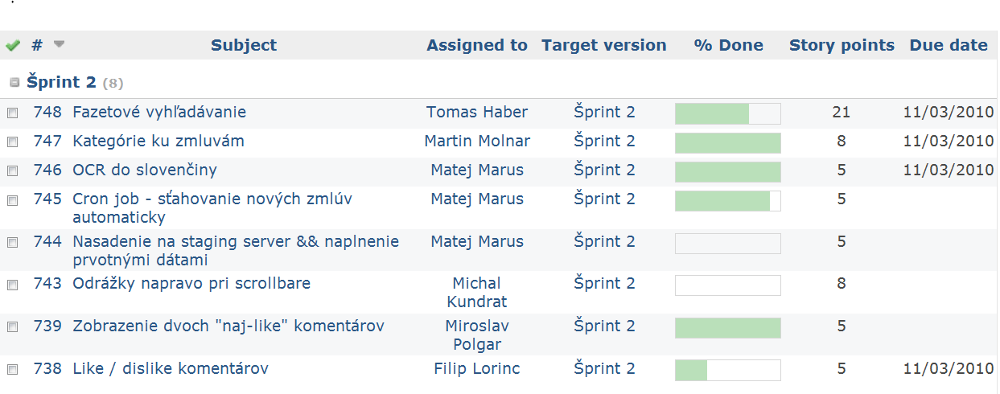 # Subject Assigned to Target version % Done Story points Due date
Šprint 2 (8)
748 Fazetové vyhľadávanie Tomas Haber Šprint 2 21 11/03/2010
747 Kategórie ku zmluvám Martin Molnar Šprint 2 8 11/03/2010
746 OCR do slovenčiny Matej Marus Šprint 2 5 11/03/2010
745 Cron job - sťahovanie nových zmlúv Matej Marus Šprint 2 5
automaticky
744 Nasadenie na staging server && naplnenie Matej Marus Šprint 2 5
prvotnými dátami
743 Odrážky napravo pri scrollbare Michal Šprint 2 8
Kundrat
739 Zobrazenie dvoch "naj-like" komentárov Miroslav Šprint 2 5
Polgar
738 Like / dislike komentárov Filip Lorinc Šprint 2 5 11/03/2010